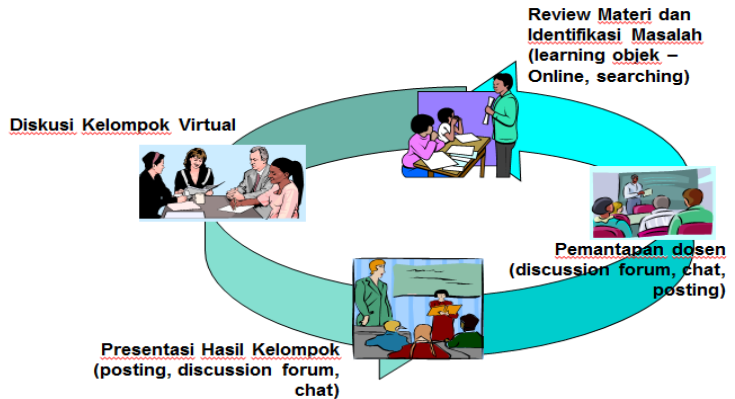 Review Materi dan
Identifikasi Masalah
(learning objek –
Online, searching)
Diskusi Kelompok Virtual
Pemantapan dosen
(discussion forum, chat,
posting)
Presentasi Hasil Kelompok
(posting, discussion forum,
chat)